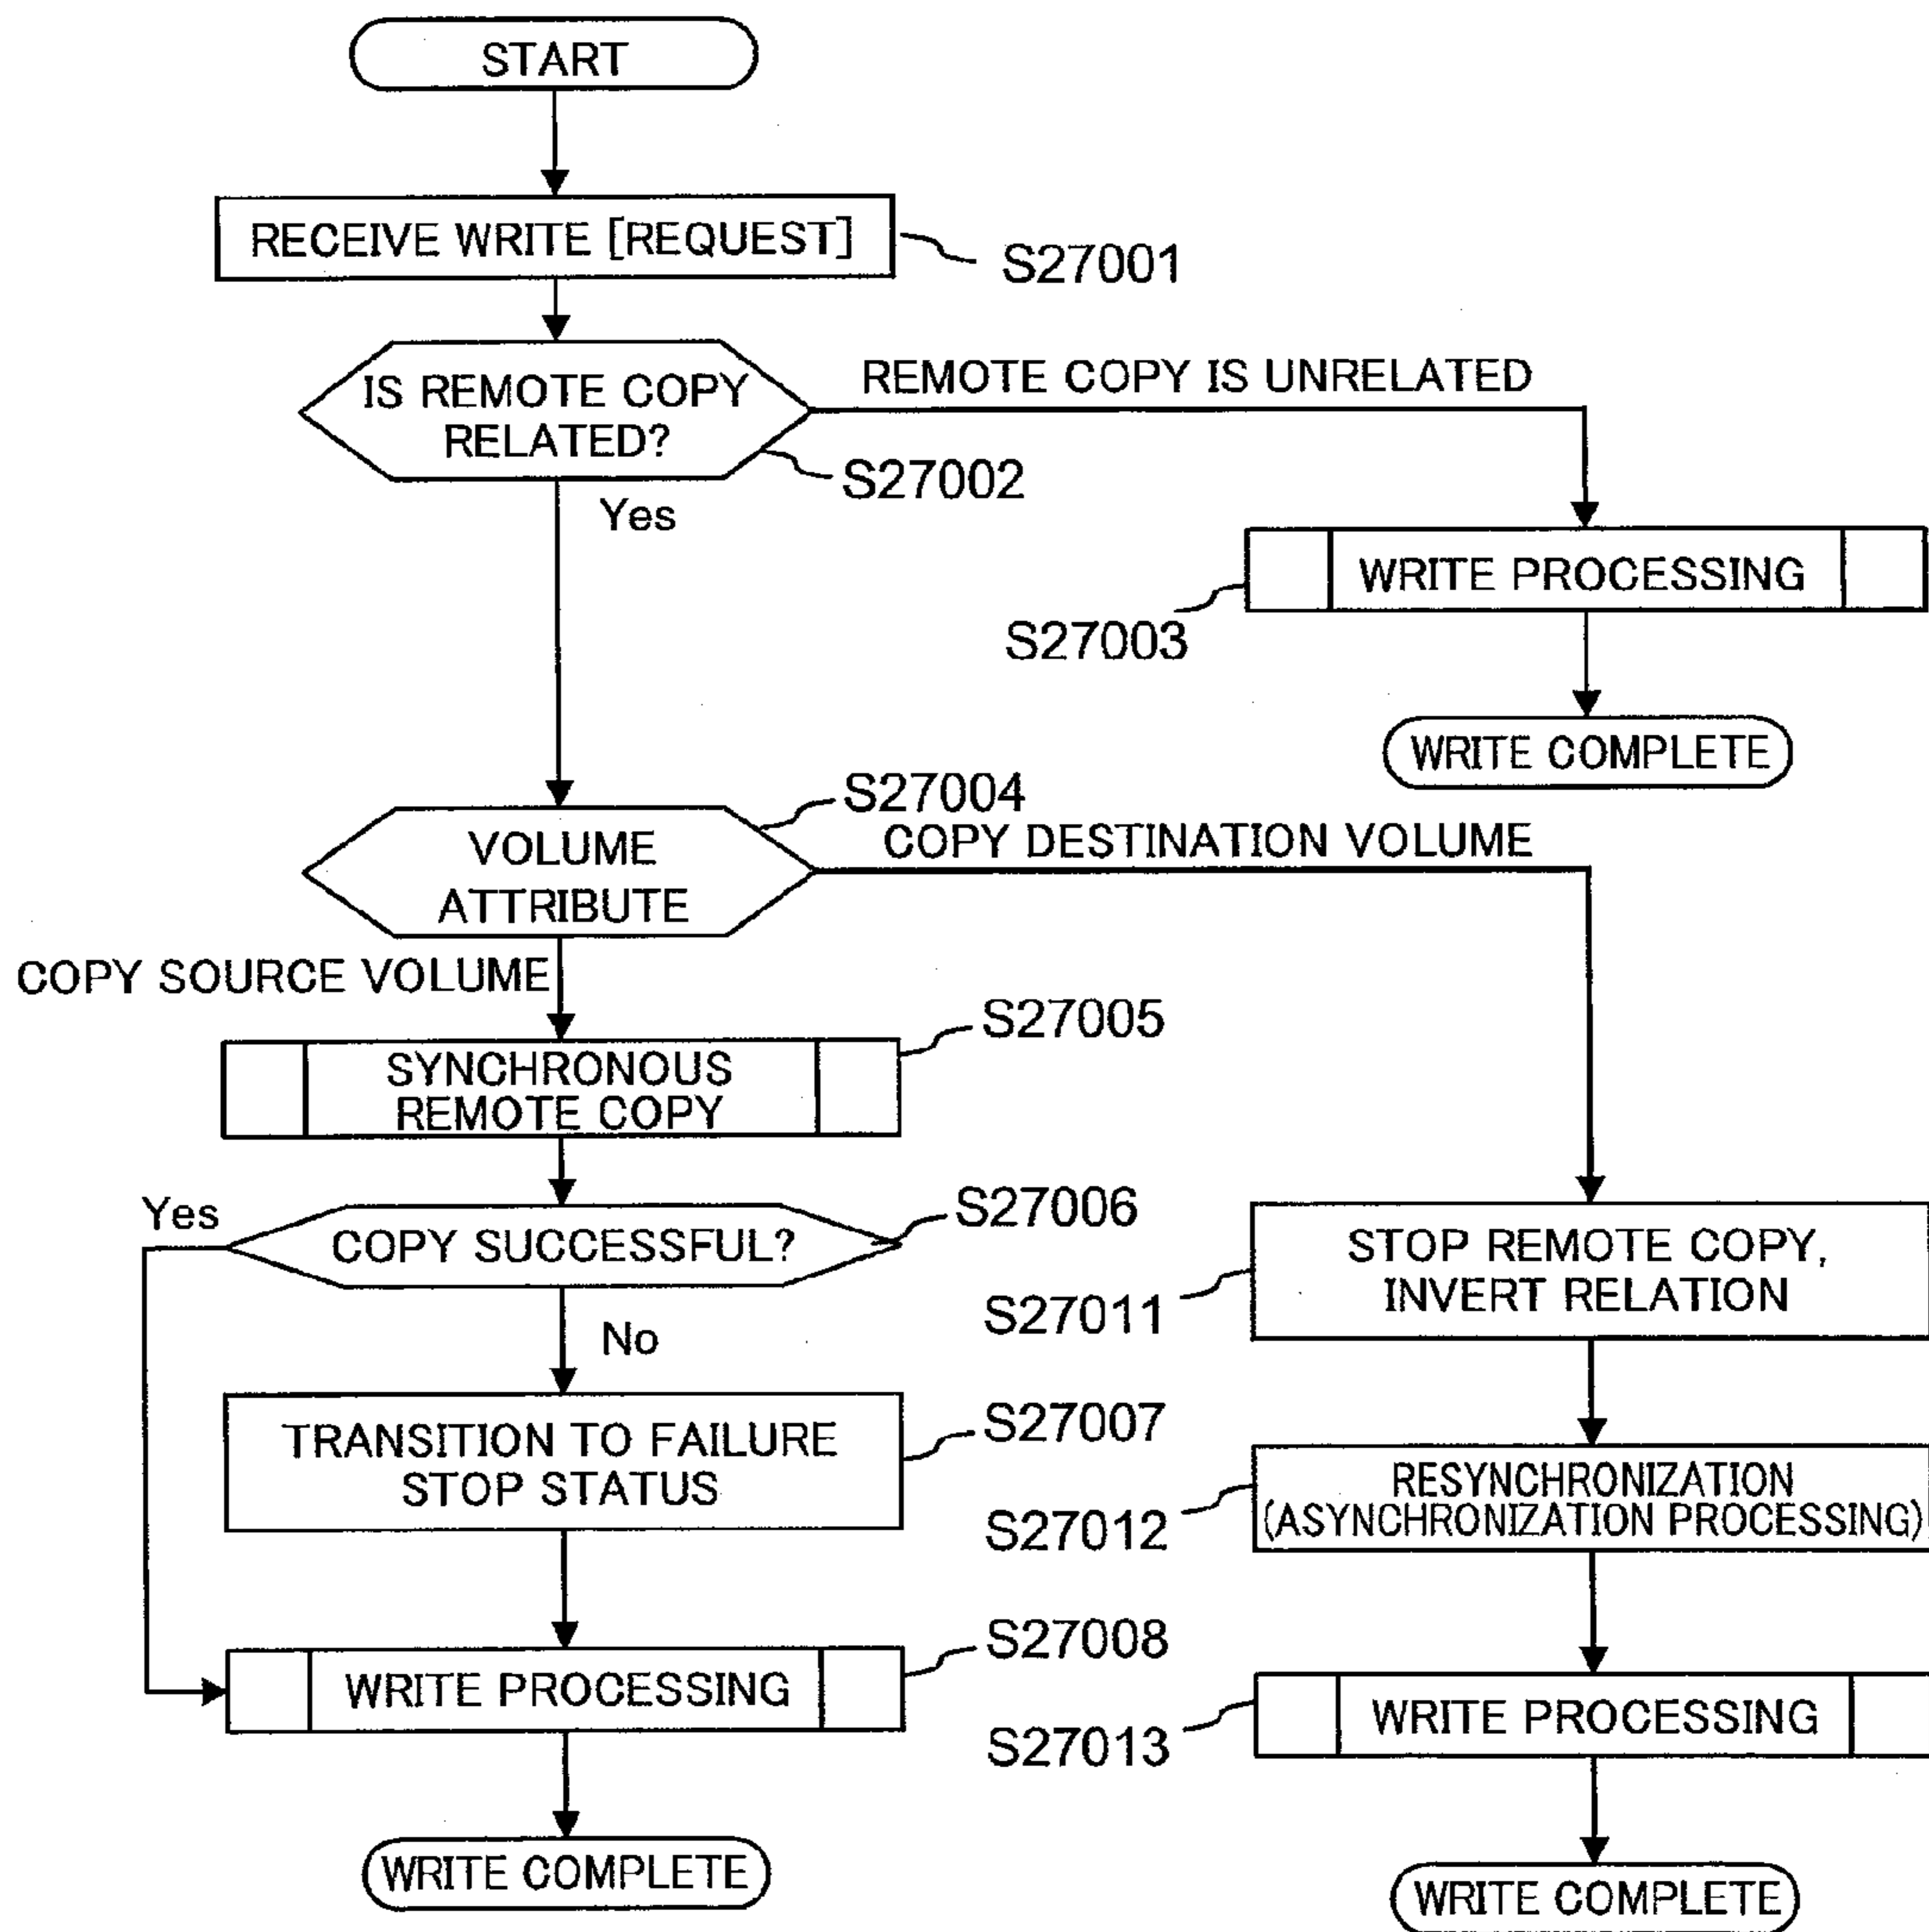 START
RECEIVE WRITE [REQUEST]
S27001
IS REMOTE COPY
RELATED?
REMOTE COPY IS UNRELATED
S27002
Yes
WRITE PROCESSING
S27003
WRITE COMPLETE
S27004
VOLUME
ATTRIBUTE
COPY DESTINATION VOLUME
COPY SOURCE VOLUME
S27005
SYNCHRONOUS
REMOTE COPY
Yes
S27006
COPY SUCCESSFUL?
No
S27007
TRANSITION TO FAILURE
STOP STATUS
S27008
WRITE PROCESSING
WRITE COMPLETE
STOP REMOTE COPY,
INVERT RELATION
S27011
RESYNCHRONIZATION
(ASYNCHRONIZATION PROCESSING)
S27012
WRITE PROCESSING
S27013
WRITE COMPLETE